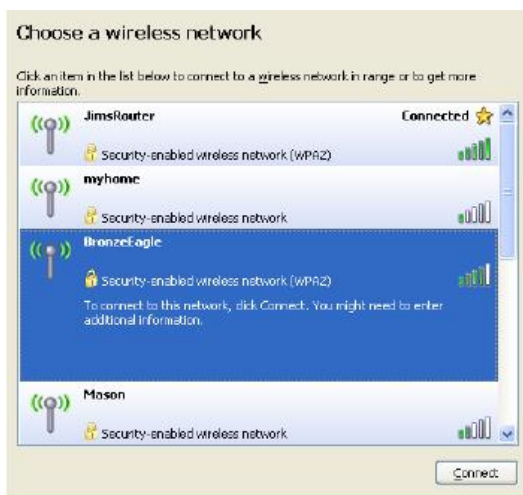 Choose a wireless network
Click an item in the list below to connect to a wireless network in range or to get more
information.
JimsRouter
Connected
Security-enabled wireless network (WPA2)
myhome
Security-enabled wireless network
BronzeEagle
Security-enabled wireless network (WPA2)
To connect to this network, click Connect. You might need to enter
additional information.
Mason
Security-enabled wireless network
Connect